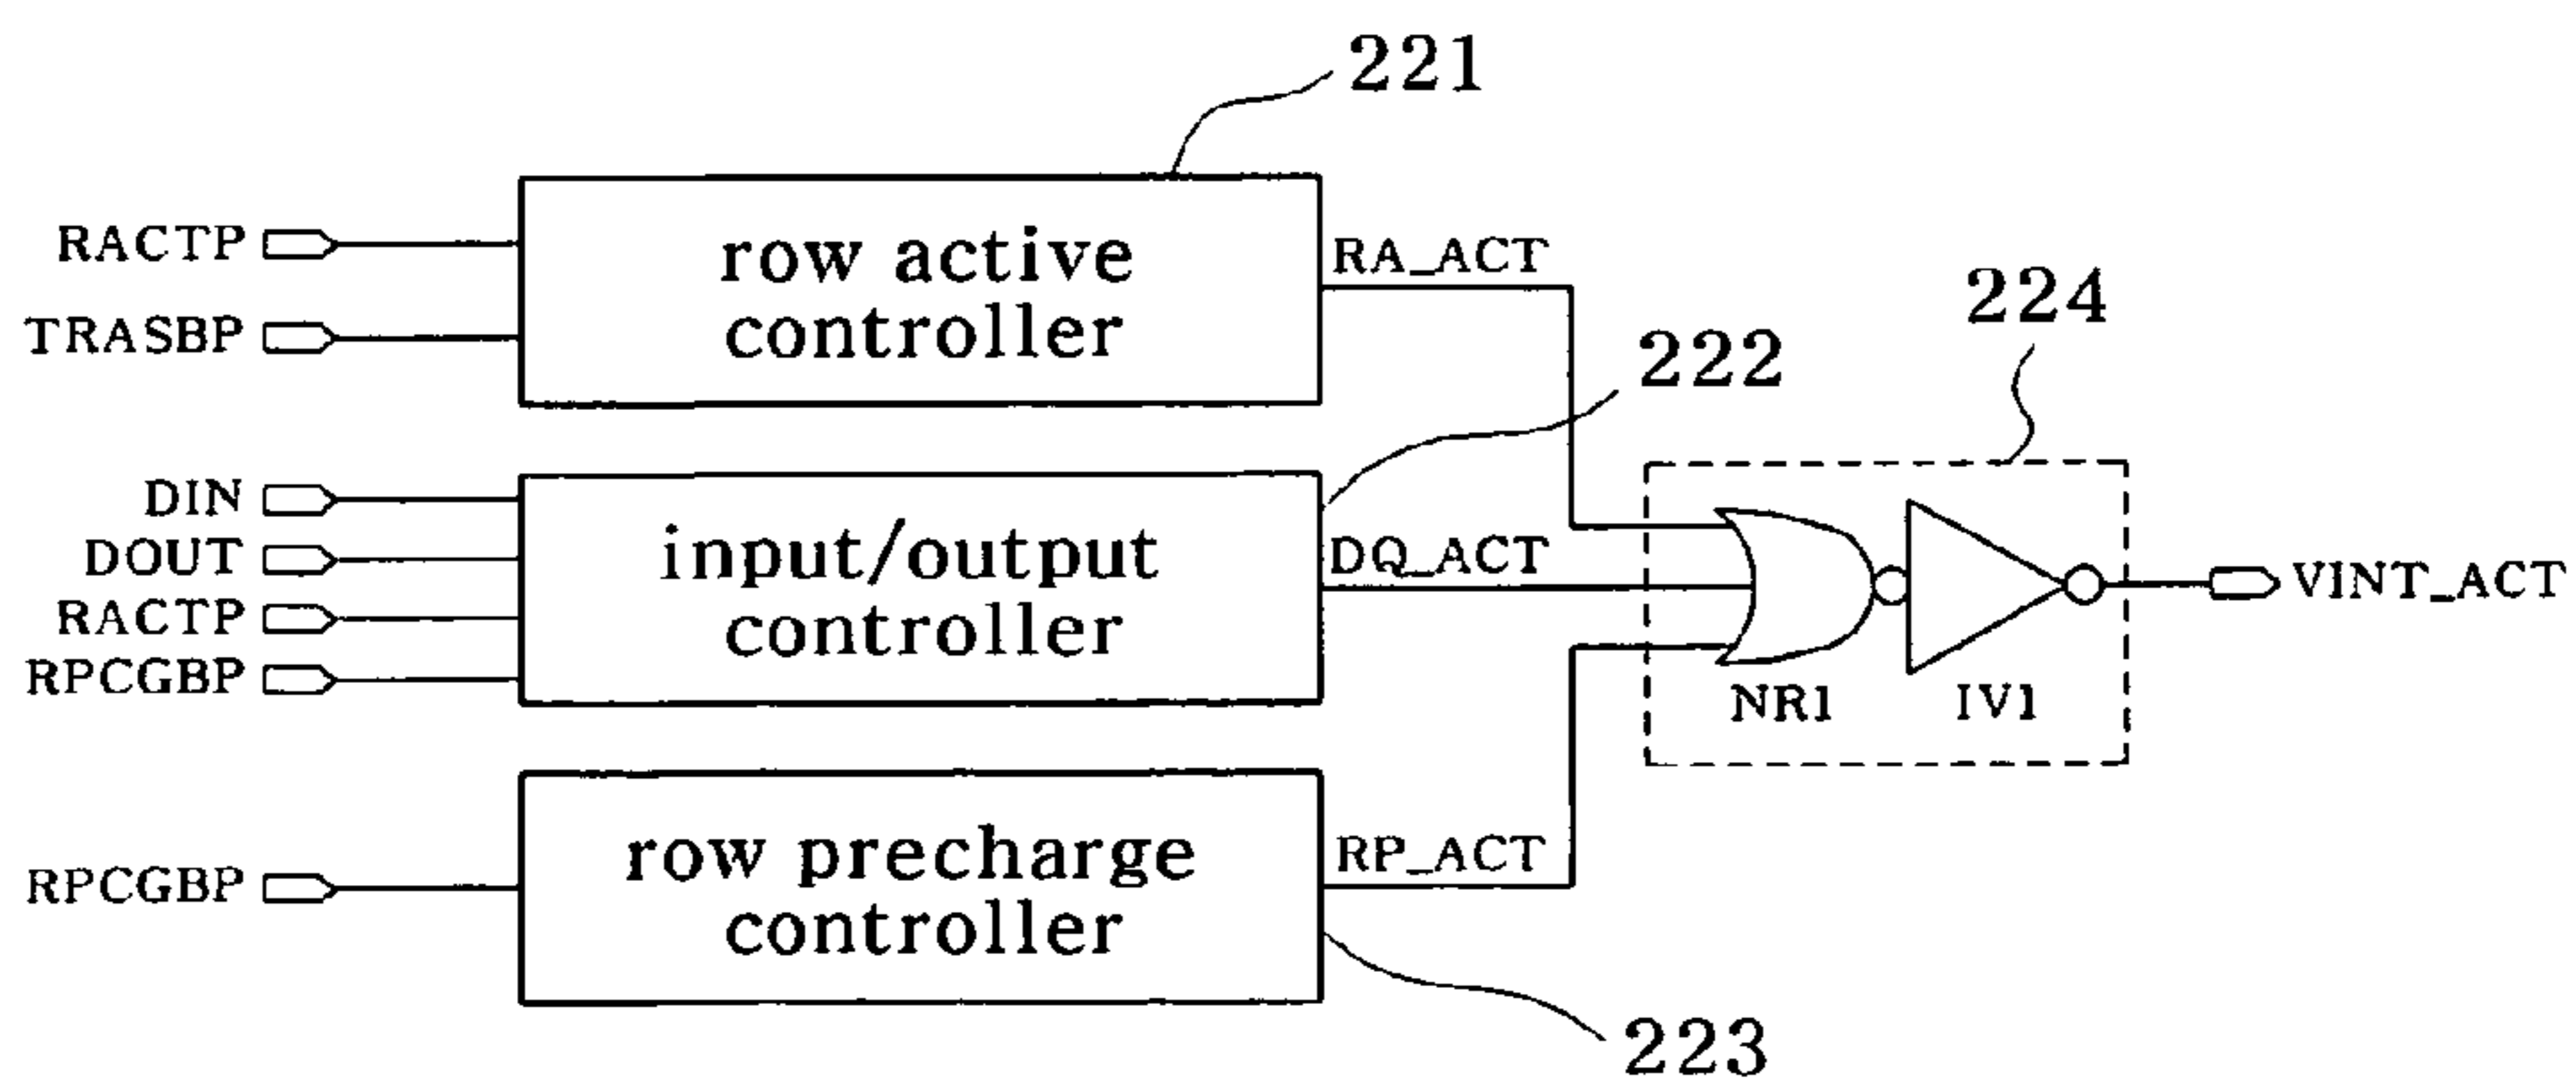 221
RACTP
TRASBP
row active
controller
RA_ACT
224
222
DIN
DOUT
RACTP
RPCGBP
input/output
controller
DQ_ACT
NR1
IV1
VINT_ACT
RPCGBP
row precharge
controller
RP_ACT
223